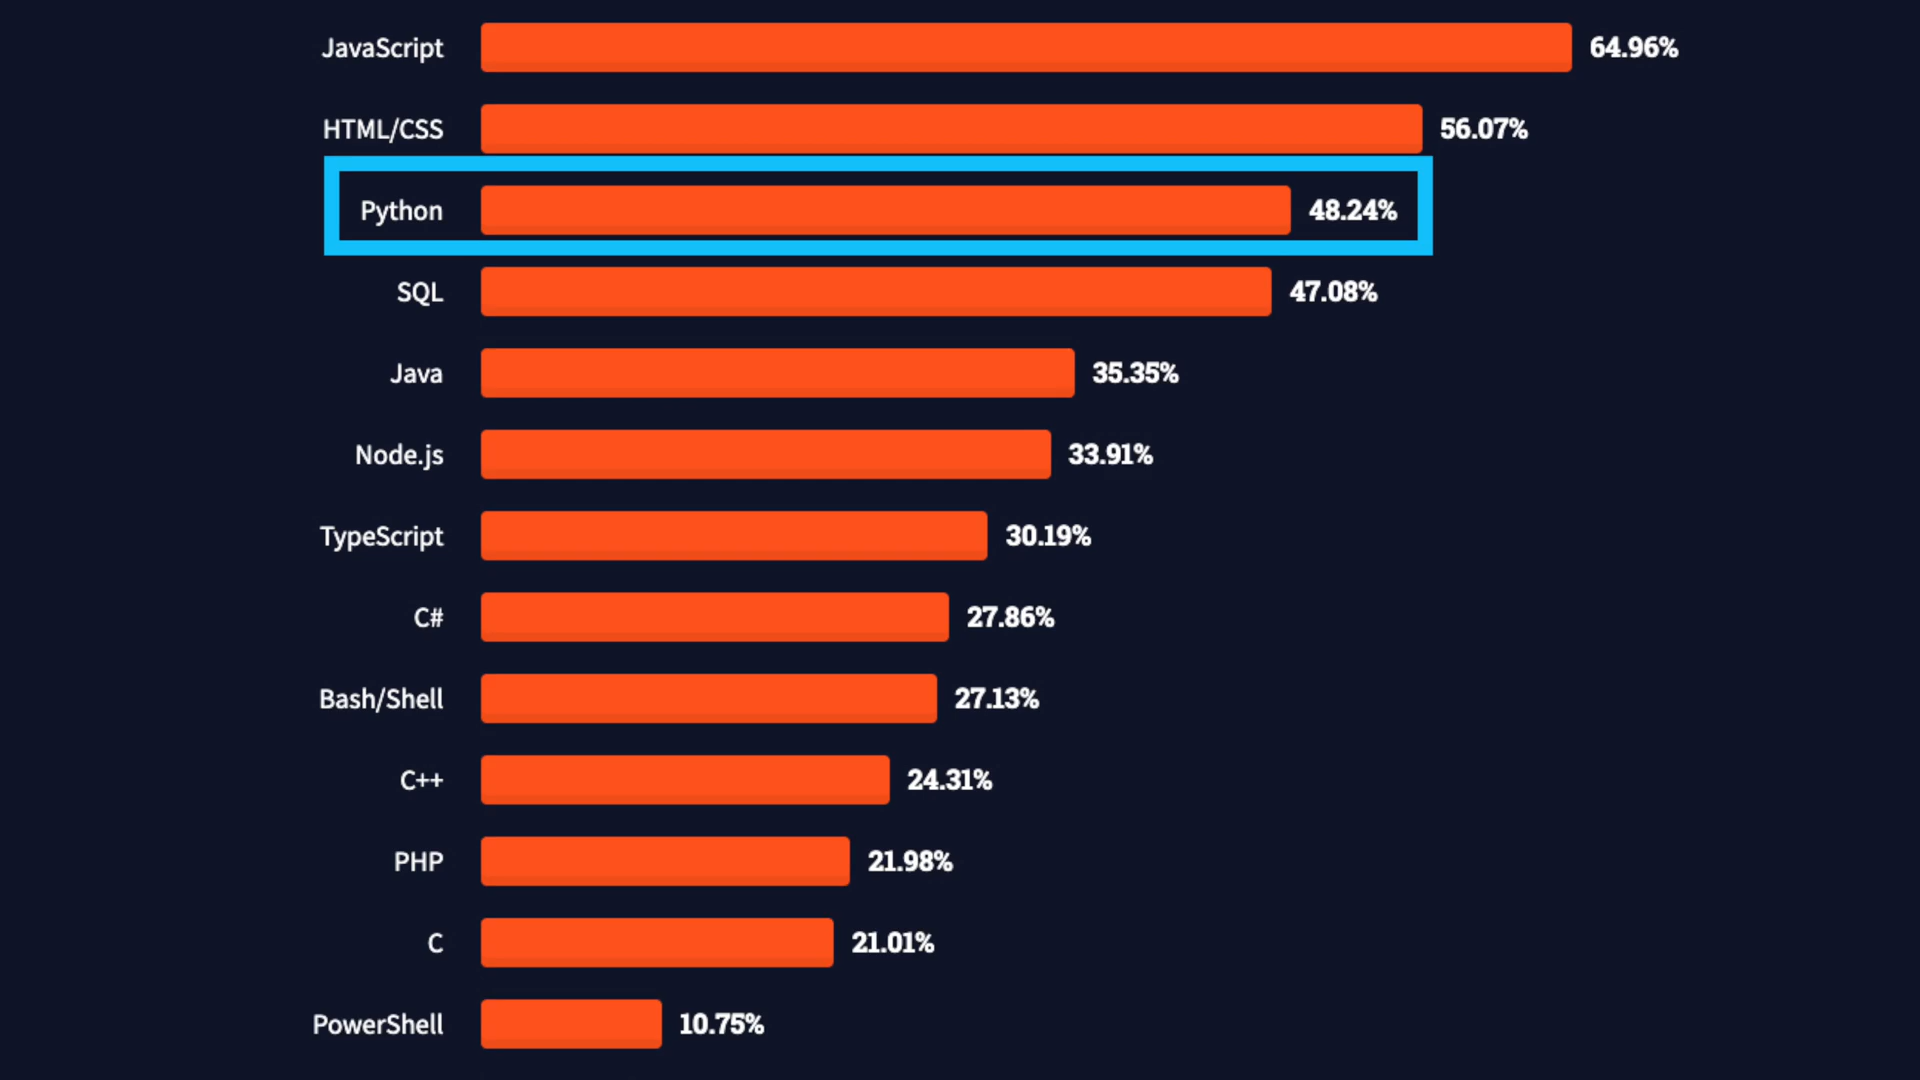 JavaScript 64.96%
HTML/CSS 56.07%
Python 48.24%
SQL 47.08%
Java 35.35%
Node.js 33.91%
TypeScript 30.19%
C# 27.86%
Bash/Shell 27.13%
C++ 24.31%
PHP 21.98%
C 21.01%
PowerShell 10.75%